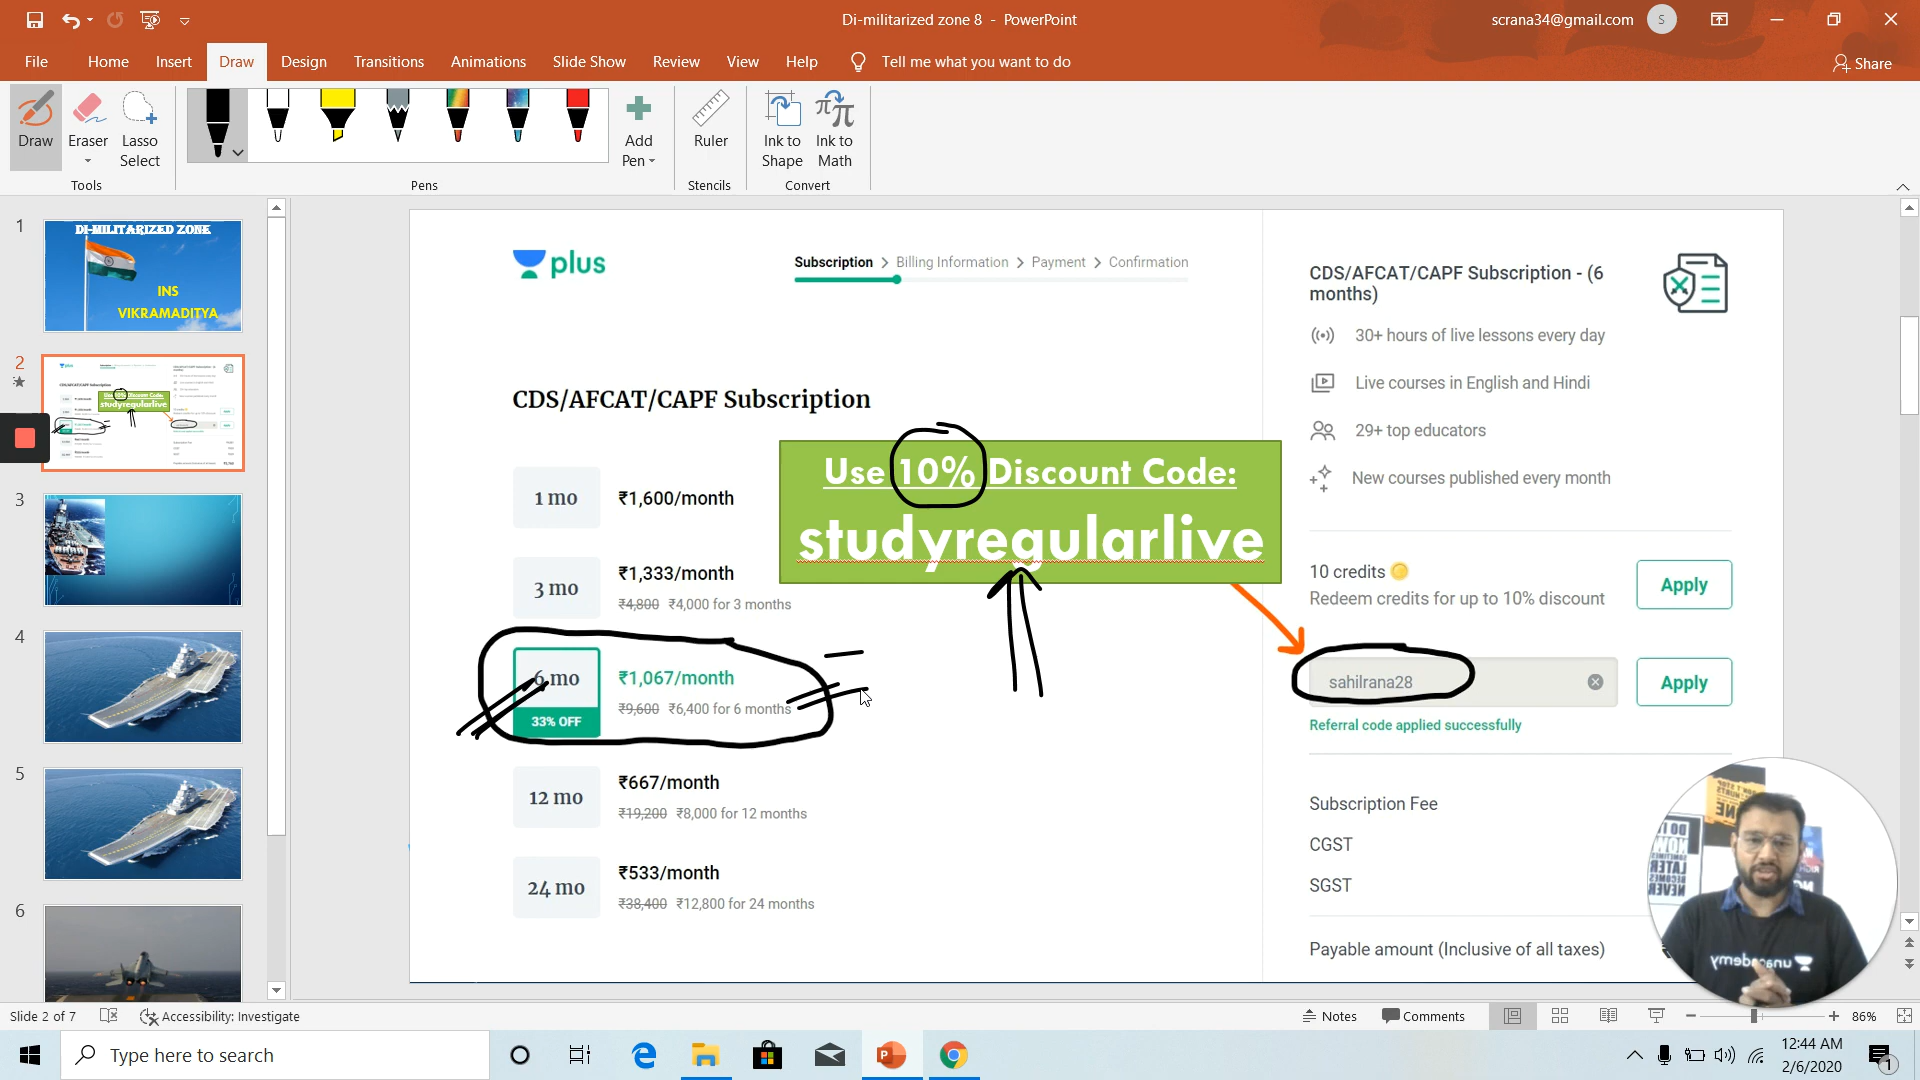 Di-militarized zone 8 - PowerPoint
scrana34@gmail.com
S
File Home Insert Draw Design Transitions Animations Slide Show Review View Help Tell me what you want to do
Share
Draw
Eraser
Lasso Select
Tools
Pens
Add Pen
Ruler
Stencils
Ink to Shape
Ink to Math
Convert
1
DI-MILITARIZED ZONE
INS
VIKRAMADITYA
2
3
4
5
6
plus
Subscription > Billing Information > Payment > Confirmation
CDS/AFCAT/CAPF Subscription
Use 10% Discount Code:
studyregularlive
1 mo
₹1,600/month
3 mo
₹1,333/month
₹4,800 ₹4,000 for 3 months
6 mo
33% OFF
₹1,067/month
₹9,600 ₹6,400 for 6 months
12 mo
₹667/month
₹19,200 ₹8,000 for 12 months
24 mo
₹533/month
₹38,400 ₹12,800 for 24 months
CDS/AFCAT/CAPF Subscription - (6
months)
30+ hours of live lessons every day
Live courses in English and Hindi
29+ top educators
New courses published every month
10 credits
Redeem credits for up to 10% discount
Apply
sahilrana28
Apply
Referral code applied successfully
Subscription Fee
CGST
SGST
Payable amount (Inclusive of all taxes)
unacademy
Slide 2 of 7
Accessibility: Investigate
Notes
Comments
86%
Type here to search
12:44 AM
2/6/2020
1